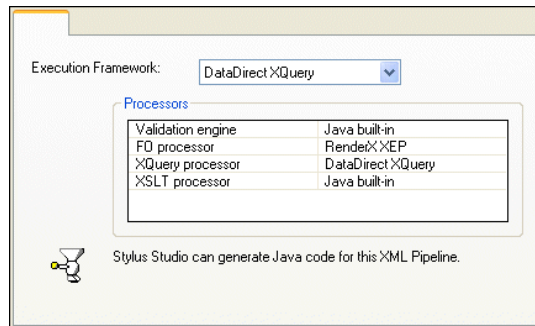 Execution Framework: DataDirect XQuery
Processors
Validation engine Java built-in
FO processor RenderX XEP
XQuery processor DataDirect XQuery
XSLT processor Java built-in
Stylus Studio can generate Java code for this XML Pipeline.